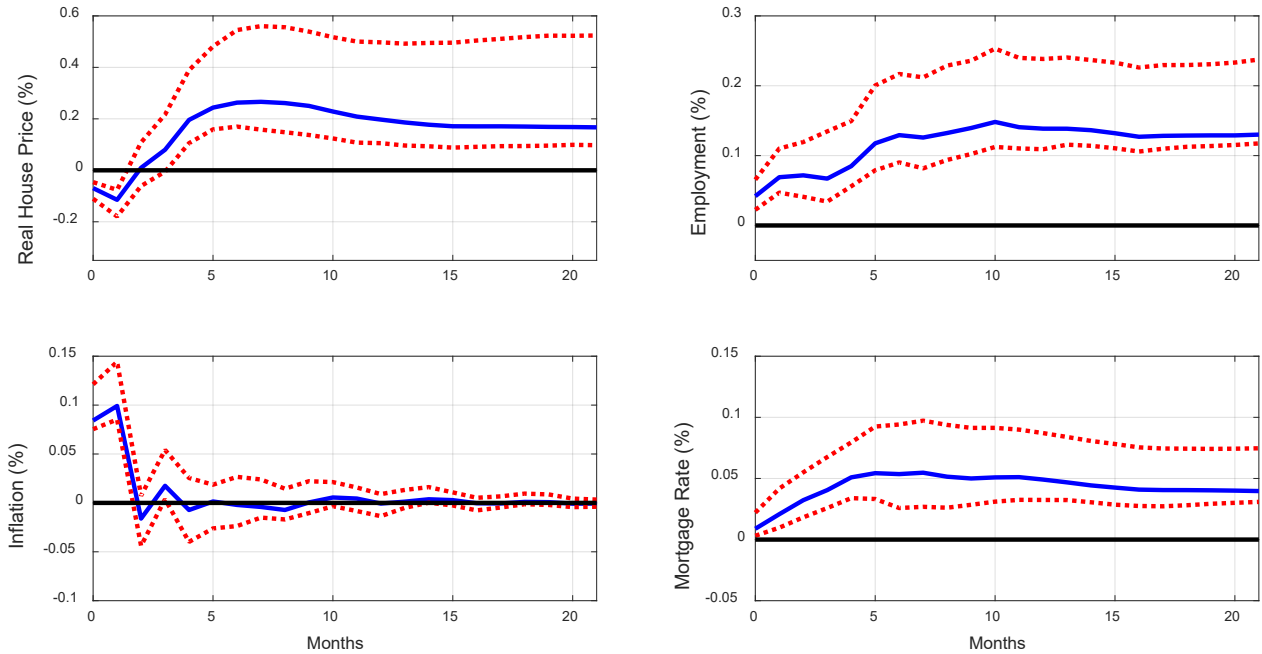 Real House Price (%)
0.6
0.4
0.2
0
-0.2
0 5 10 15 20
Employment (%)
0.3
0.2
0.1
0
0 5 10 15 20
Inflation (%)
0.15
0.1
0.05
0
-0.05
-0.1
0 5 10 15 20
Months
Mortgage Rate (%)
0.15
0.1
0.05
0
-0.05
0 5 10 15 20
Months